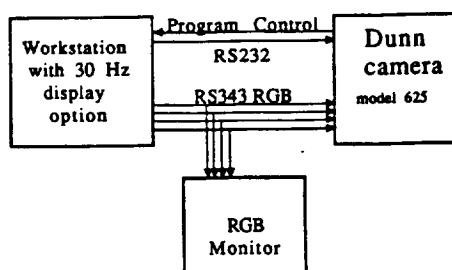 Workstation
with 30 Hz
display
option
Program Control
RS232
RS343 RGB
Dunn
camera
model 625
RGB
Monitor